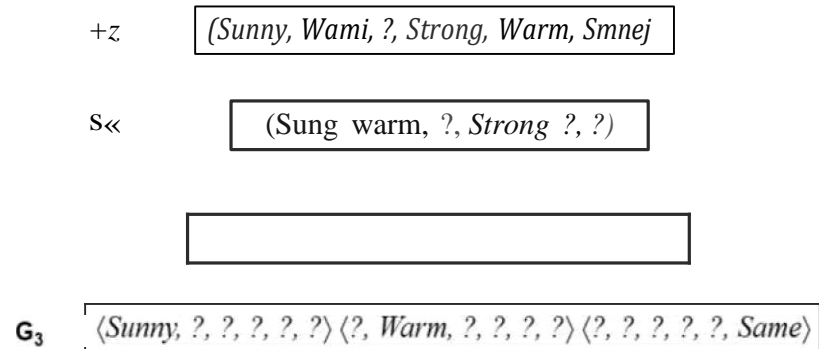 +z (Sunny, Wami, ?, Strong, Warm, Smnej
S« (Sung warm, ?, Strong ?, ?)
G₃ ⟨Sunny, ?, ?, ?, ?, ?⟩ ⟨?, Warm, ?, ?, ?, ?⟩ ⟨?, ?, ?, ?, ?, Same⟩